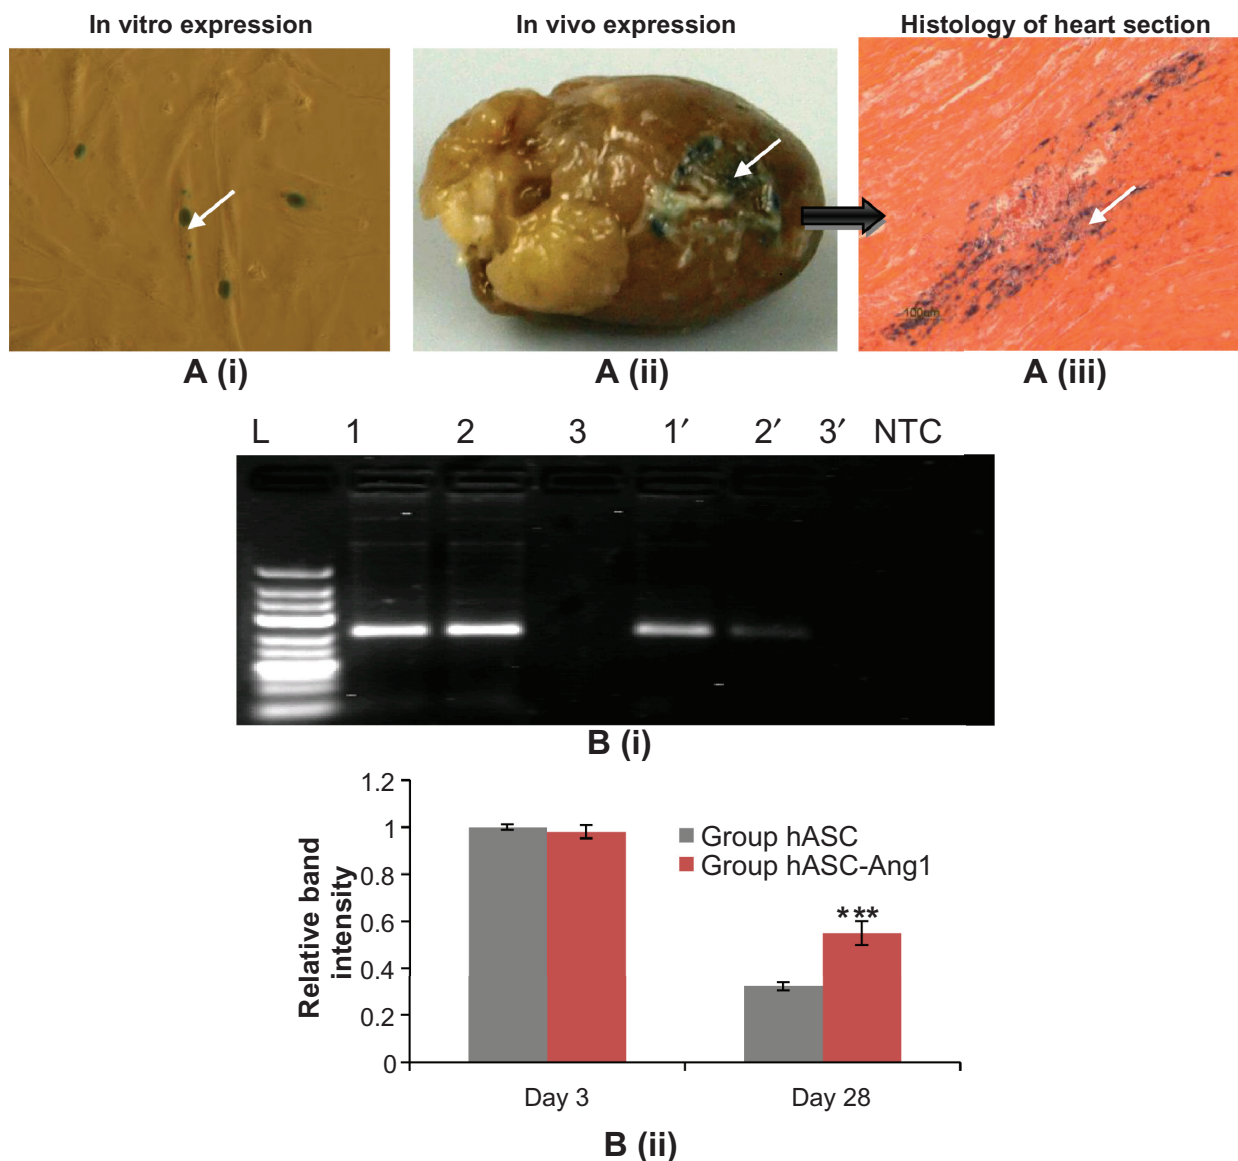 In vitro expression
In vivo expression
Histology of heart section
100um
A (i)
A (ii)
A (iii)
L 1 2 3 1′ 2′ 3′ NTC
B (i)
1.2
1
0.8
0.6
0.4
0.2
0
Relative band
intensity
Group hASC
Group hASC-Ang1
***
Day 3
Day 28
B (ii)